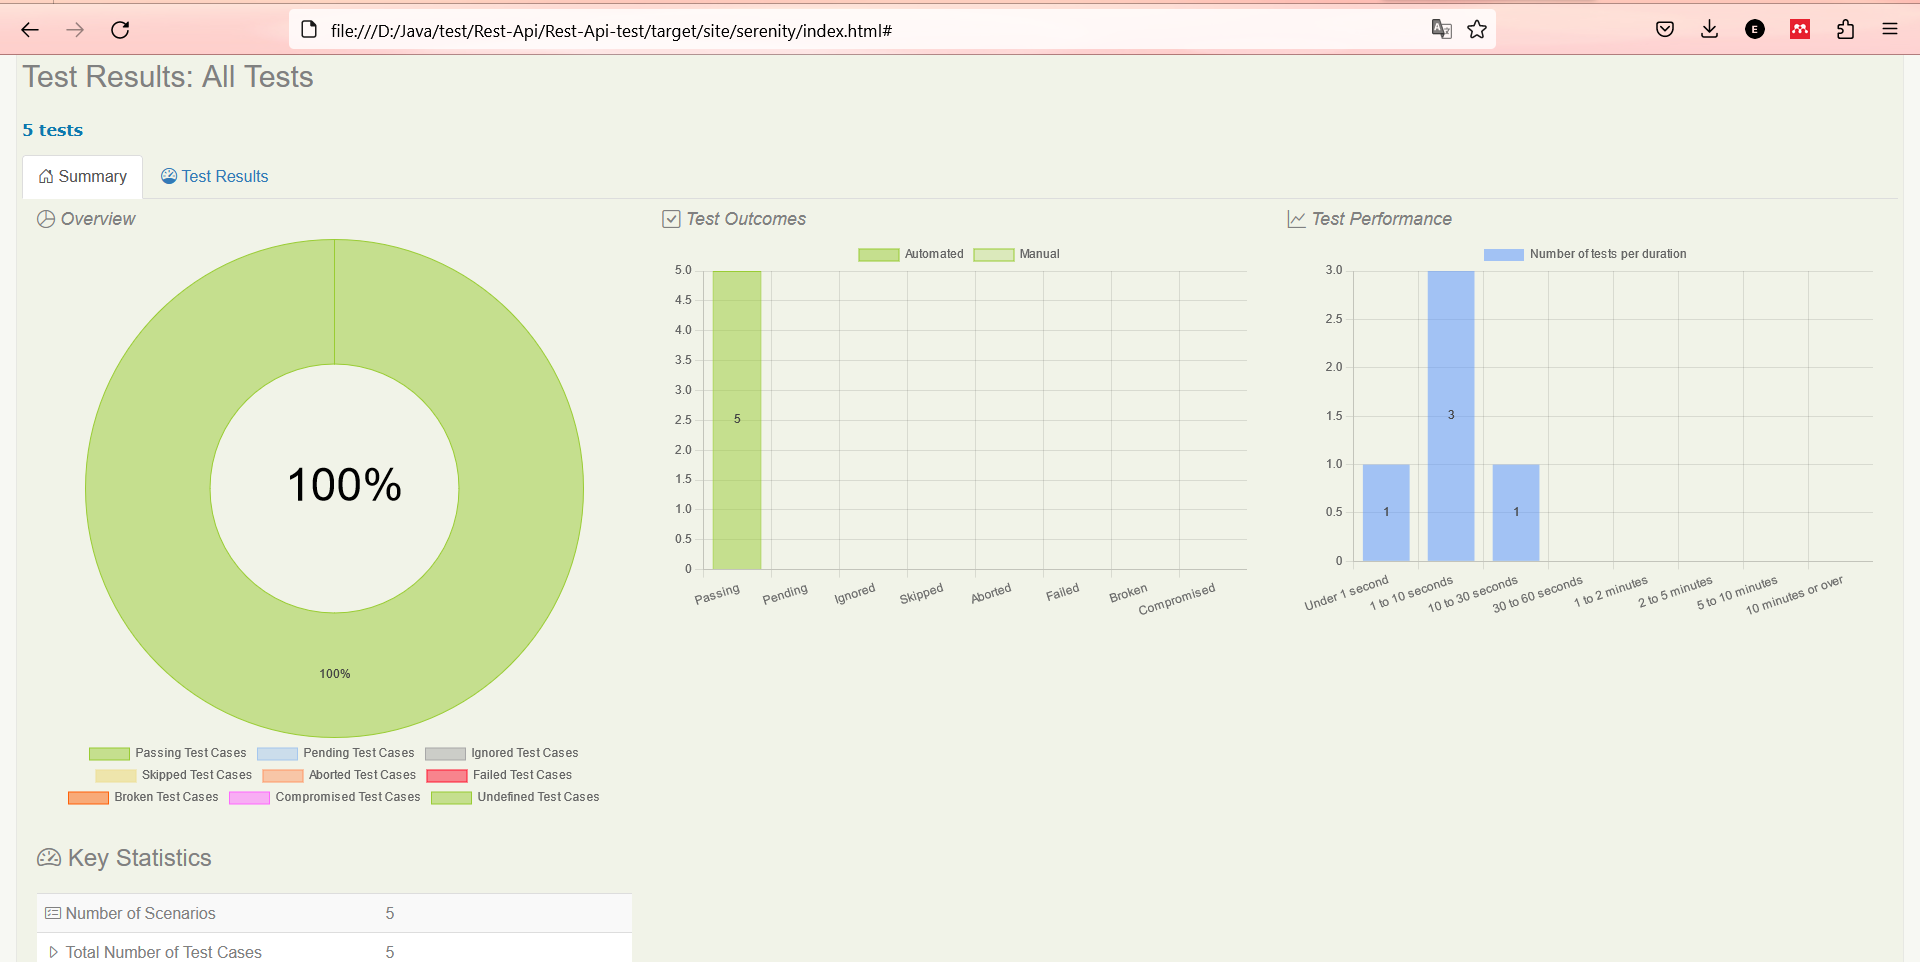 file:///D:/Java/test/Rest-Api/Rest-Api-test/target/site/serenity/index.html#
E
Test Results: All Tests
5 tests
Summary
Test Results
Overview
100%
100%
Passing Test Cases Pending Test Cases Ignored Test Cases
Skipped Test Cases Aborted Test Cases Failed Test Cases
Broken Test Cases Compromised Test Cases Undefined Test Cases
Test Outcomes
Automated Manual
5.0
4.5
4.0
3.5
3.0
2.5
2.0
1.5
1.0
0.5
0
5
Passing Pending Ignored Skipped Aborted Failed Broken Compromised
Test Performance
Number of tests per duration
3.0
2.5
2.0
1.5
1.0
0.5
0
1 3 1
Under 1 second 1 to 10 seconds 10 to 30 seconds 30 to 60 seconds 1 to 2 minutes 2 to 5 minutes 5 to 10 minutes 10 minutes or over
Key Statistics
Number of Scenarios 5
Total Number of Test Cases 5